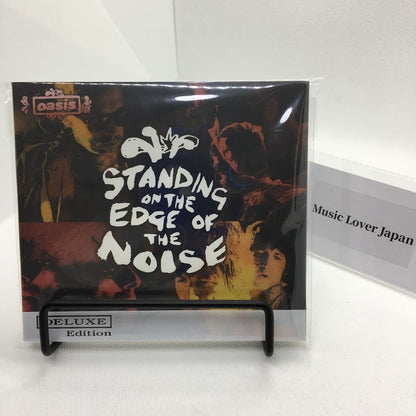 oasis
STANDING
ON THE
EDGE OF
THE
NOISE
DELUXE
Edition
Music Lover Japan